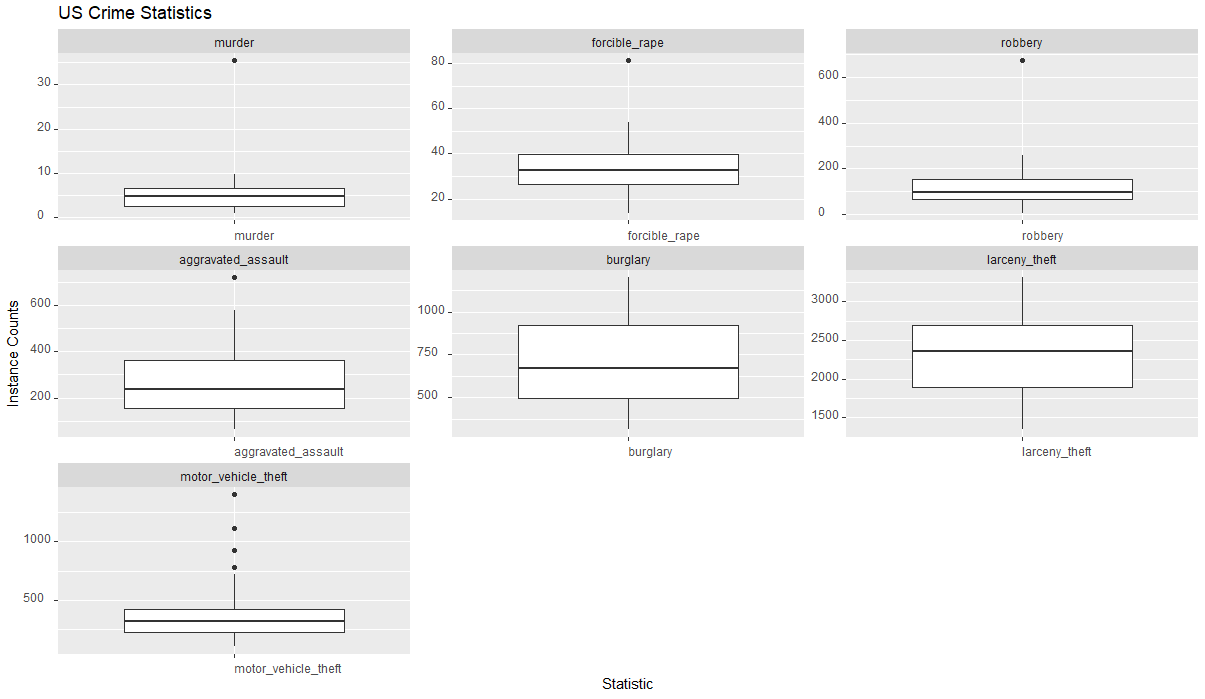 US Crime Statistics
murder
forcible_rape
robbery
30
20
10
0
80
60
40
20
600
400
200
0
murder
forcible_rape
robbery
aggravated_assault
burglary
larceny_theft
Instance Counts
600
400
200
1000
750
500
3000
2500
2000
1500
aggravated_assault
burglary
larceny_theft
motor_vehicle_theft
1000
500
motor_vehicle_theft
Statistic